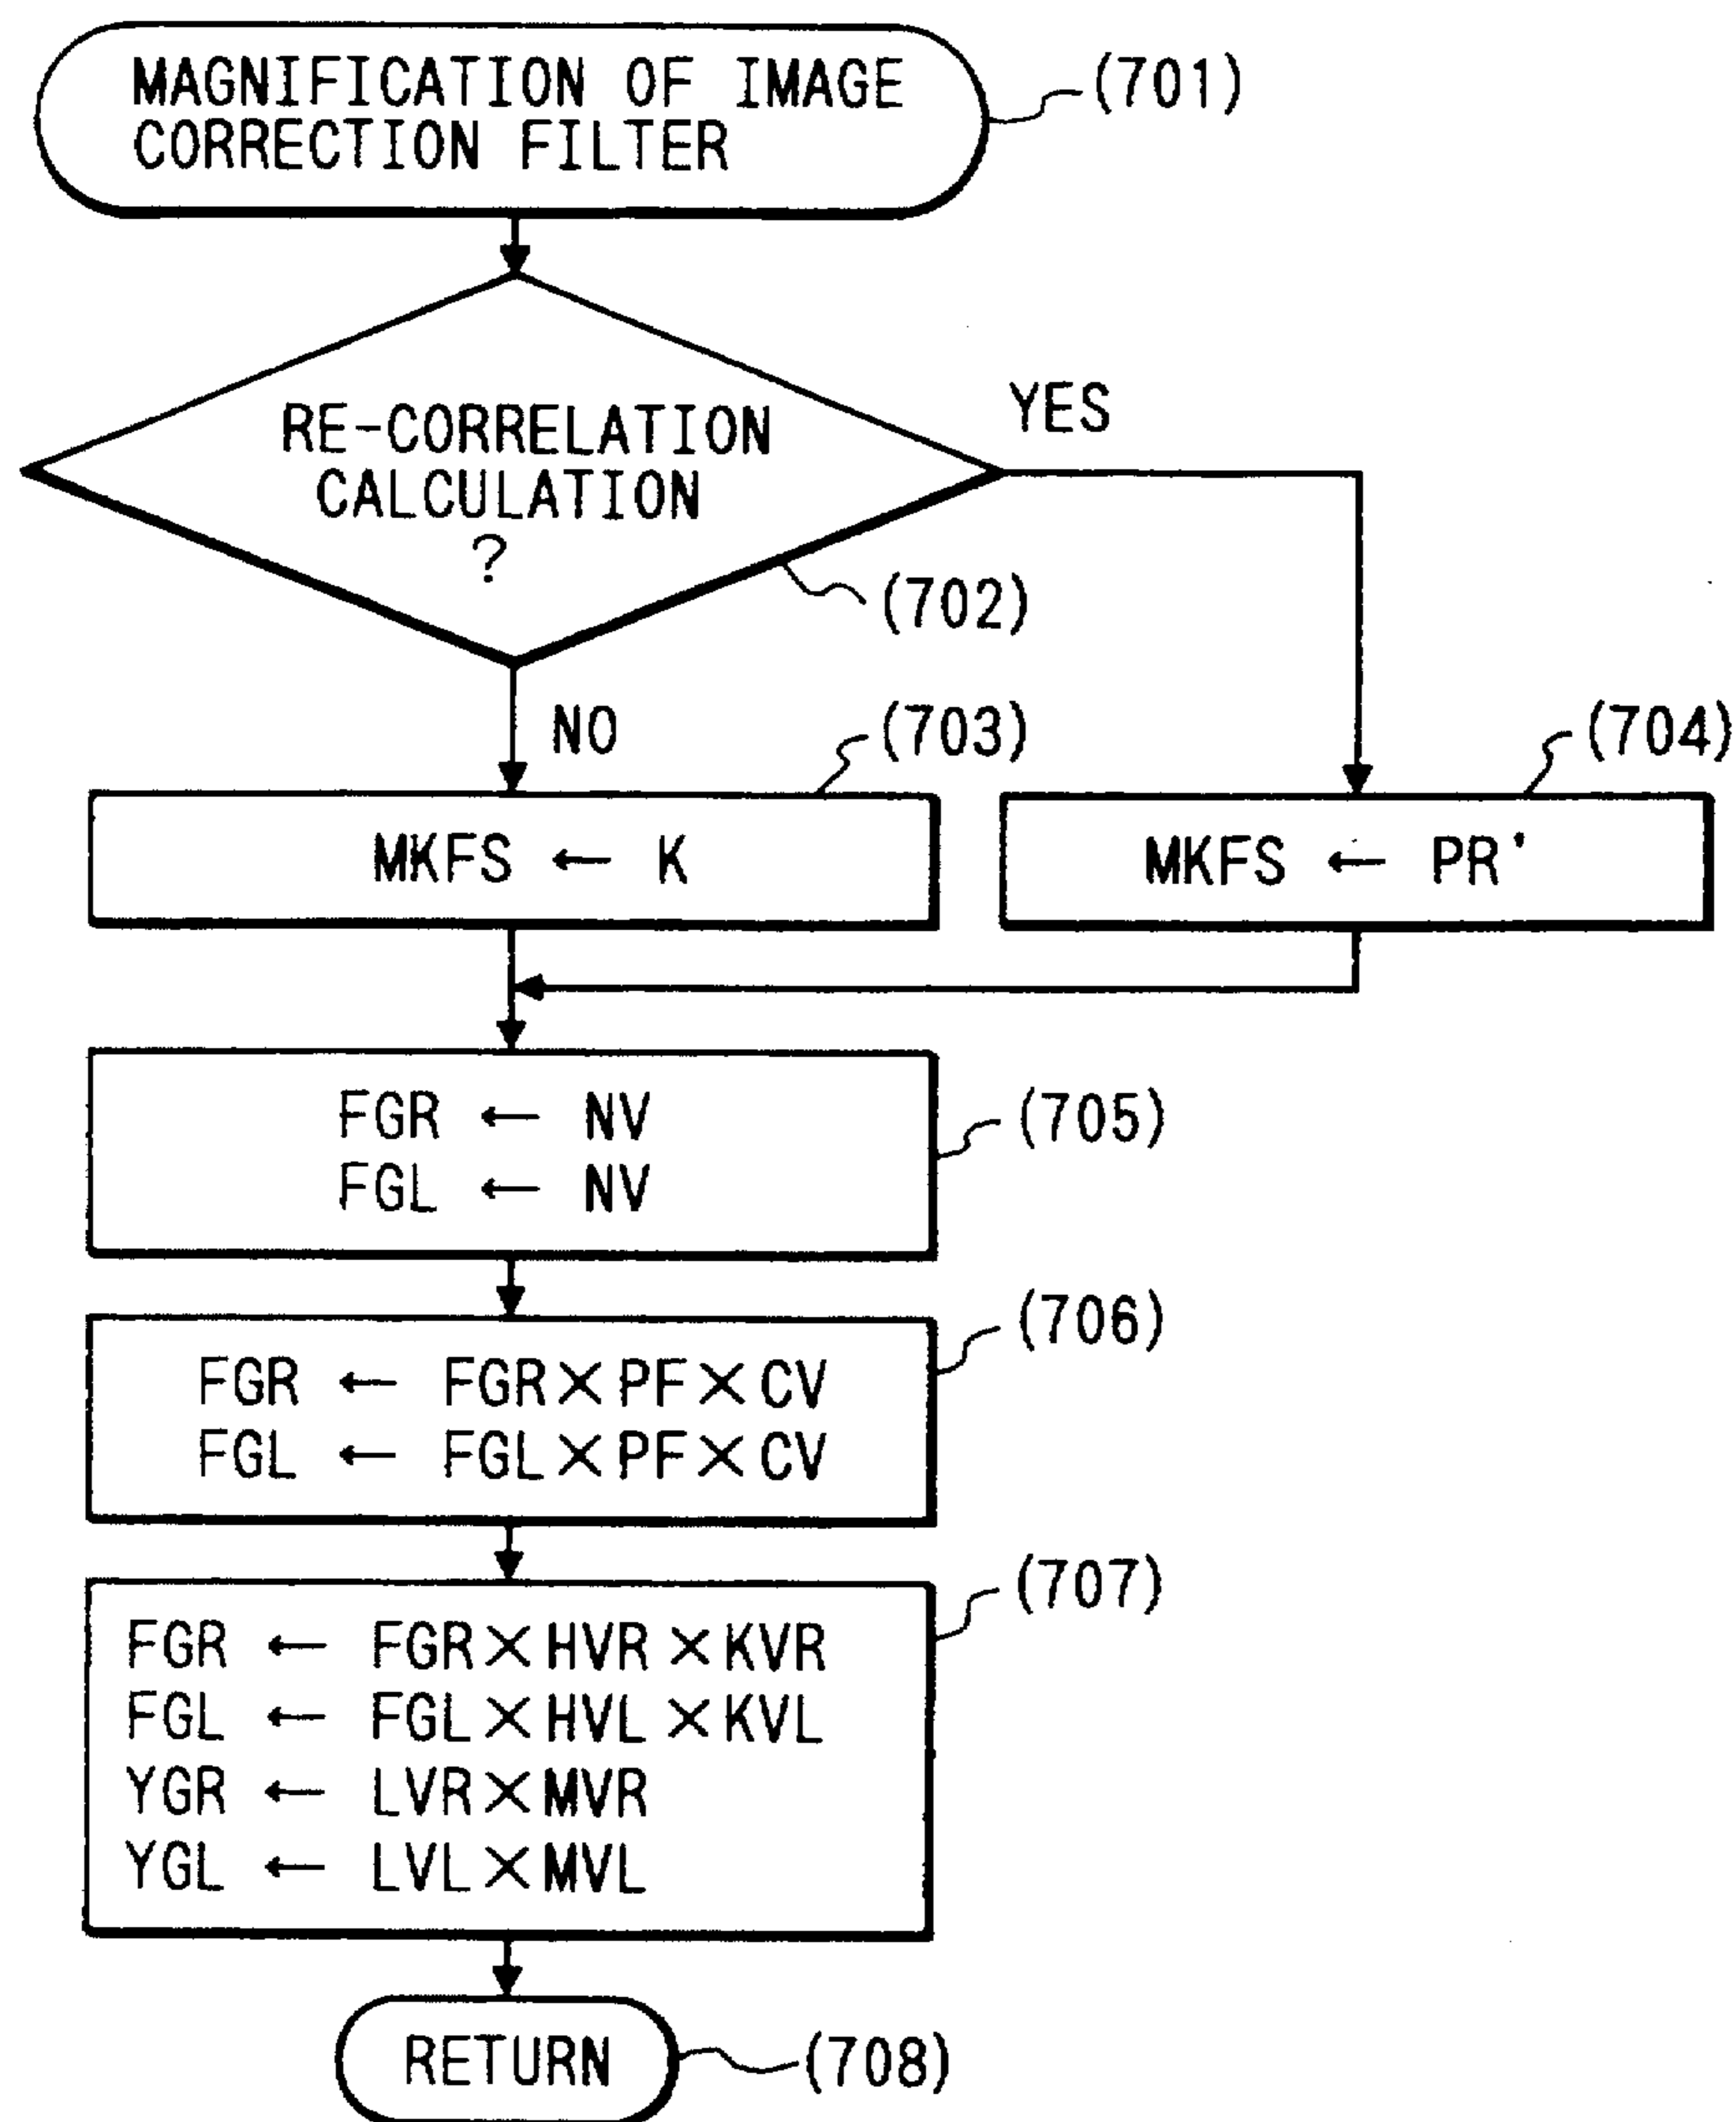 MAGNIFICATION OF IMAGE
CORRECTION FILTER
(701)
RE-CORRELATION
CALCULATION
?
YES
(702)
NO
(703)
(704)
MKFS ← K
MKFS ← PR'
FGR ← NV
FGL ← NV
(705)
(706)
FGR ← FGR×PF×CV
FGL ← FGL×PF×CV
(707)
FGR ← FGR×HVR×KVR
FGL ← FGL×HVL×KVL
YGR ← LVR×MVR
YGL ← LVL×MVL
RETURN
(708)